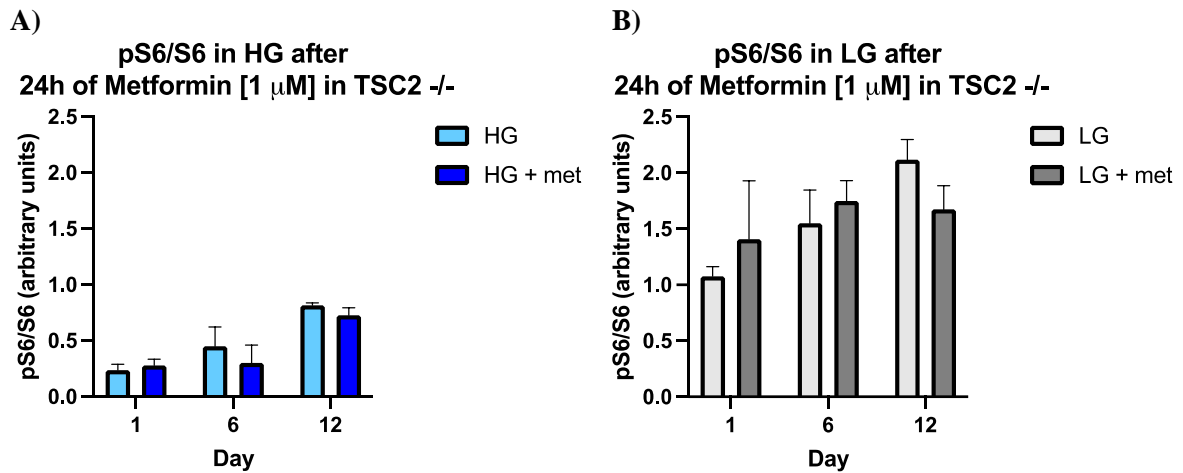 A)
pS6/S6 in HG after
24h of Metformin [1 μM] in TSC2 -/-
pS6/S6 (arbitrary units)
2.5
2.0
1.5
1.0
0.5
0.0
1
6
12
Day
HG
HG + met
B)
pS6/S6 in LG after
24h of Metformin [1 μM] in TSC2 -/-
pS6/S6 (arbitrary units)
2.5
2.0
1.5
1.0
0.5
0.0
1
6
12
Day
LG
LG + met